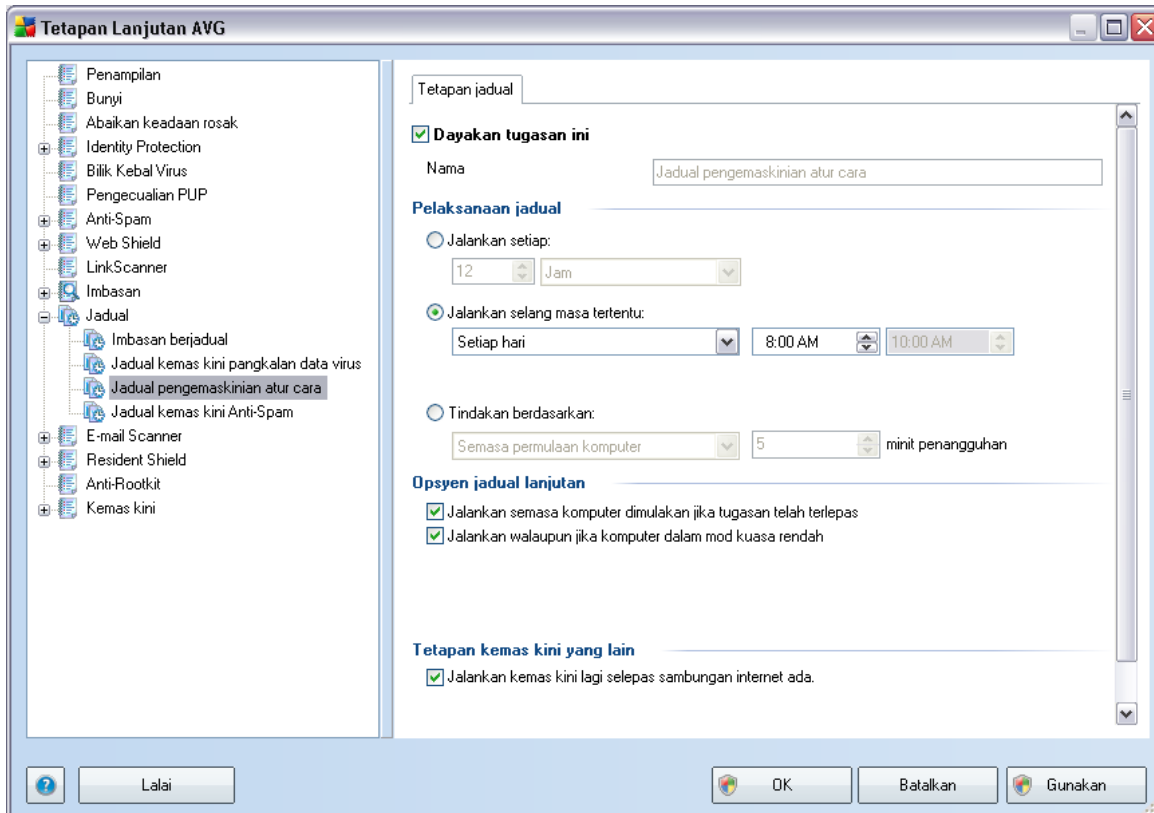 Tetapan Lanjutan AVG
Penampilan
Bunyi
Abaikan keadaan rosak
Identity Protection
Bilik Kebal Virus
Pengecualian PUP
Anti-Spam
Web Shield
LinkScanner
Imbasan
Jadual
Imbasan berjadual
Jadual kemas kini pangkalan data virus
Jadual pengemaskinian atur cara
Jadual kemas kini Anti-Spam
E-mail Scanner
Resident Shield
Anti-Rootkit
Kemas kini
Tetapan jadual
Dayakan tugasan ini
Nama Jadual pengemaskinian atur cara
Pelaksanaan jadual
Jalankan setiap:
12 Jam
Jalankan selang masa tertentu:
Setiap hari 8:00 AM 10:00 AM
Tindakan berdasarkan:
Semasa permulaan komputer 5 minit penangguhan
Opsyen jadual lanjutan
Jalankan semasa komputer dimulakan jika tugasan telah terlepas
Jalankan walaupun jika komputer dalam mod kuasa rendah
Tetapan kemas kini yang lain
Jalankan kemas kini lagi selepas sambungan internet ada.
Lalai OK Batalkan Gunakan